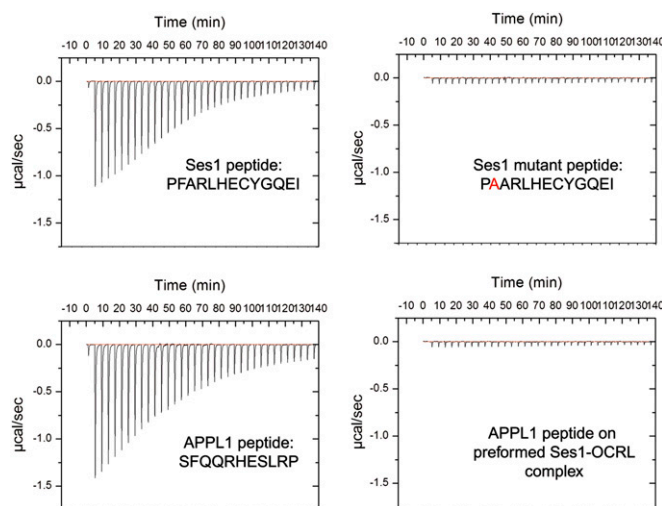 Time (min)
-10 0 10 20 30 40 50 60 70 80 90 100 110 120 130 140
0.0
-0.5
-1.0
-1.5
µcal/sec
Ses1 peptide:
PFARLHECYGQEI
Time (min)
-10 0 10 20 30 40 50 60 70 80 90 100 110 120 130 140
0.0
-0.5
-1.0
-1.5
µcal/sec
Ses1 mutant peptide:
PAARLHECYGQEI
Time (min)
-10 0 10 20 30 40 50 60 70 80 90 100 110 120 130 140
0.0
-0.5
-1.0
-1.5
µcal/sec
APPL1 peptide:
SFQQRHESLRP
Time (min)
-10 0 10 20 30 40 50 60 70 80 90 100 110 120 130 140
0.0
-0.5
-1.0
-1.5
µcal/sec
APPL1 peptide on
preformed Ses1-OCRL
complex